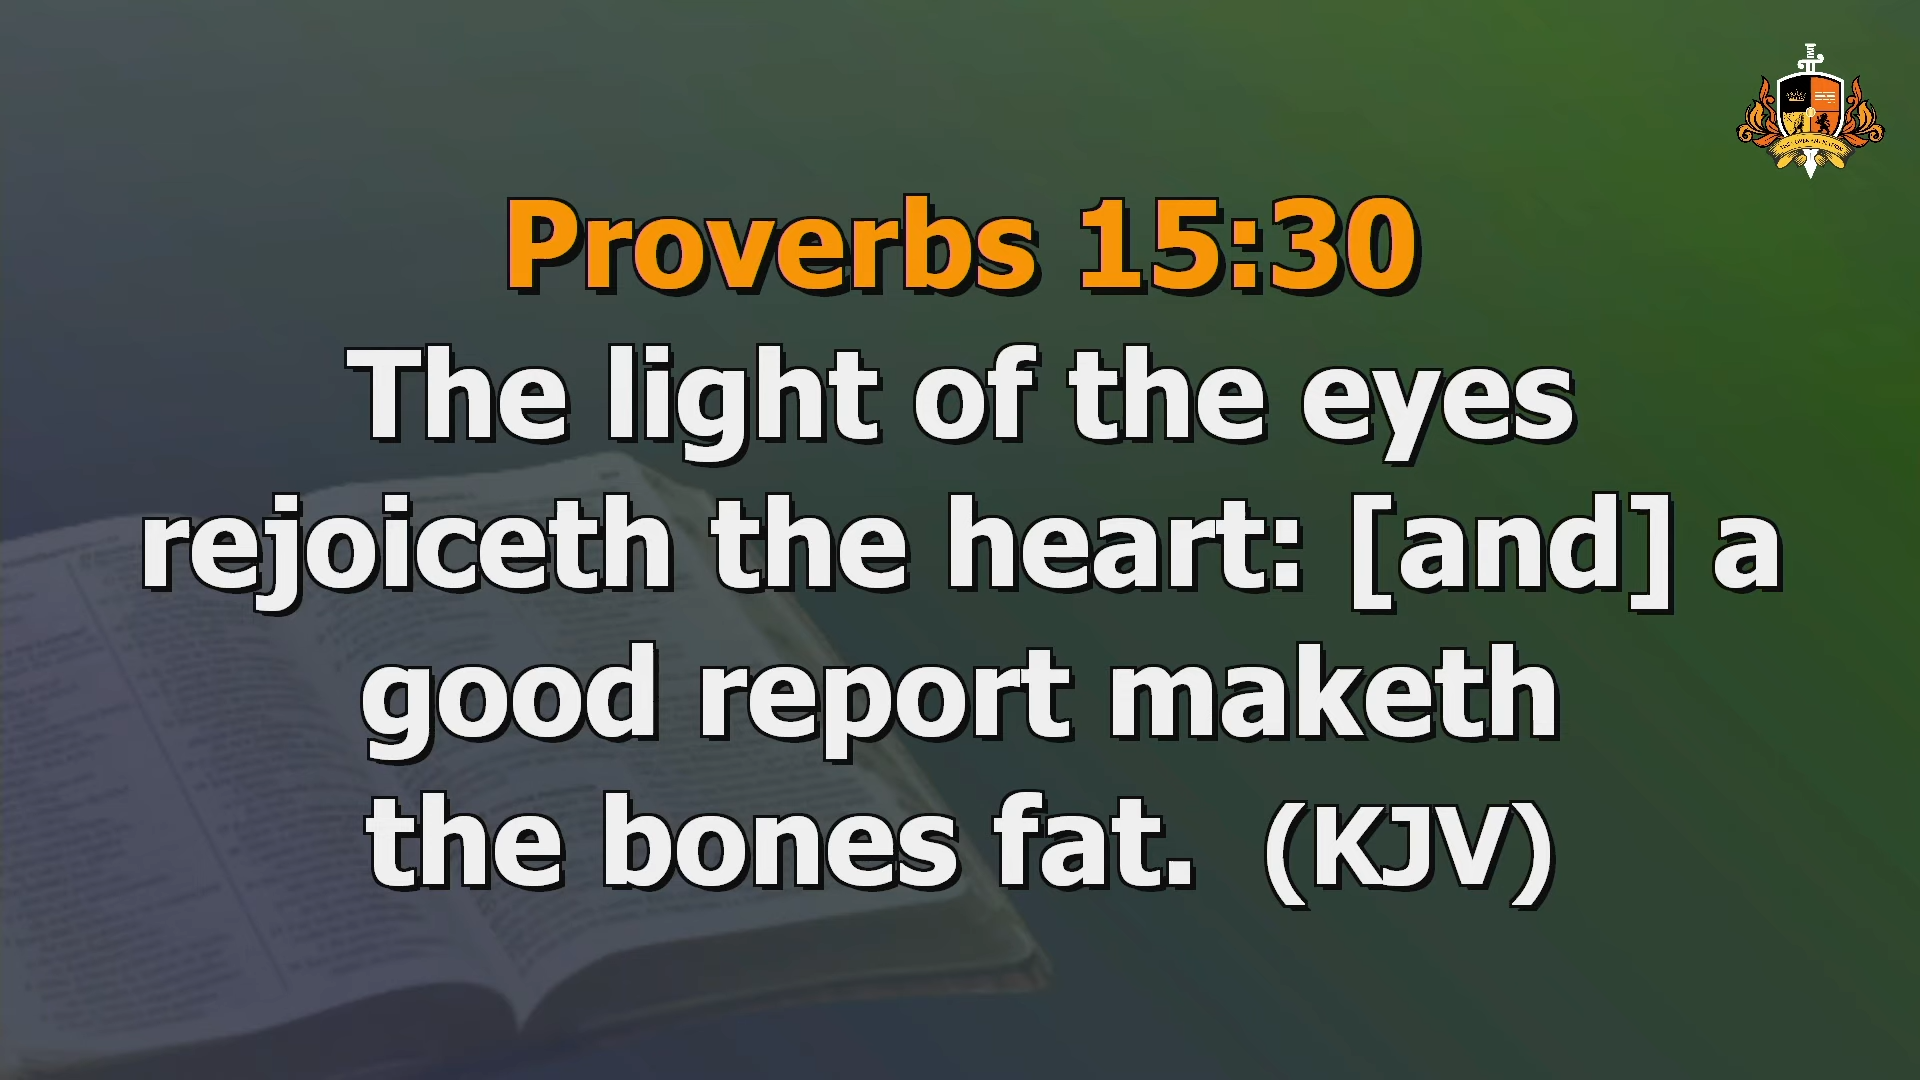 Proverbs 15:30
The light of the eyes
rejoiceth the heart: [and] a
good report maketh
the bones fat.  (KJV)